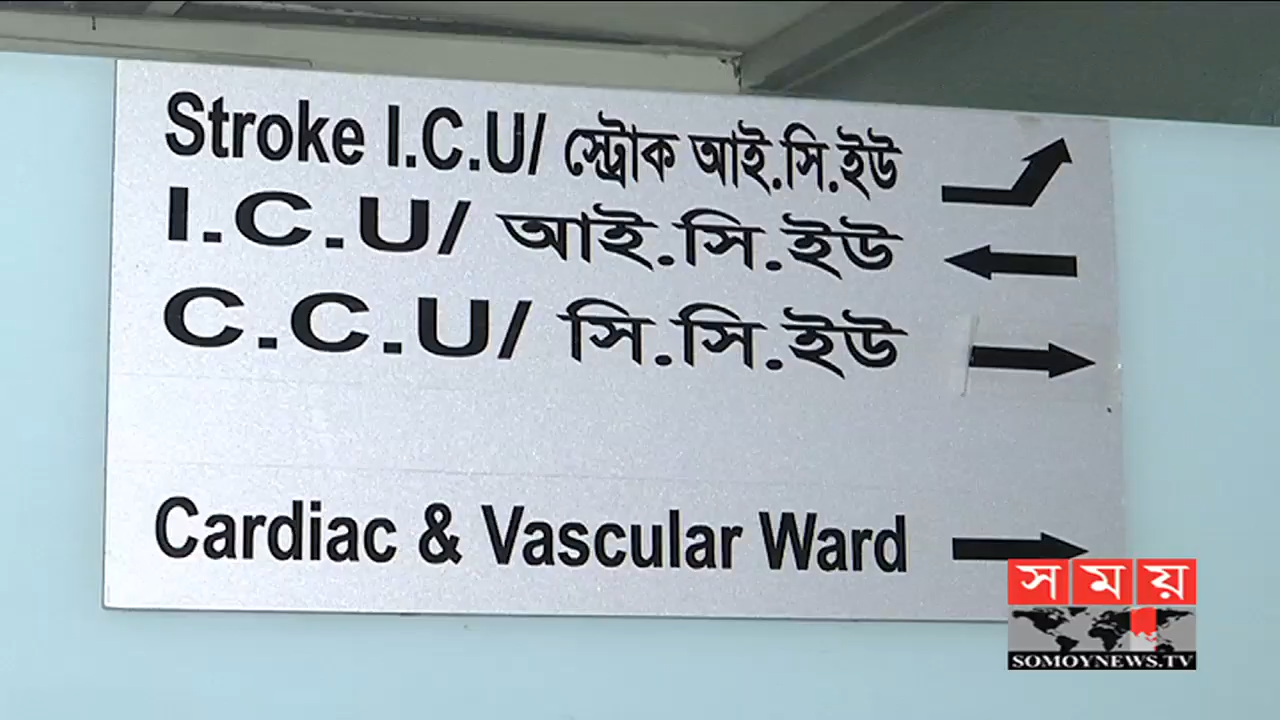 Stroke I.C.U/ স্ট্রোক আই.সি.ইউ
I.C.U/ আই.সি.ইউ
C.C.U/ সি.সি.ইউ
Cardiac & Vascular Ward
সময়
SOMOYNEWS.TV